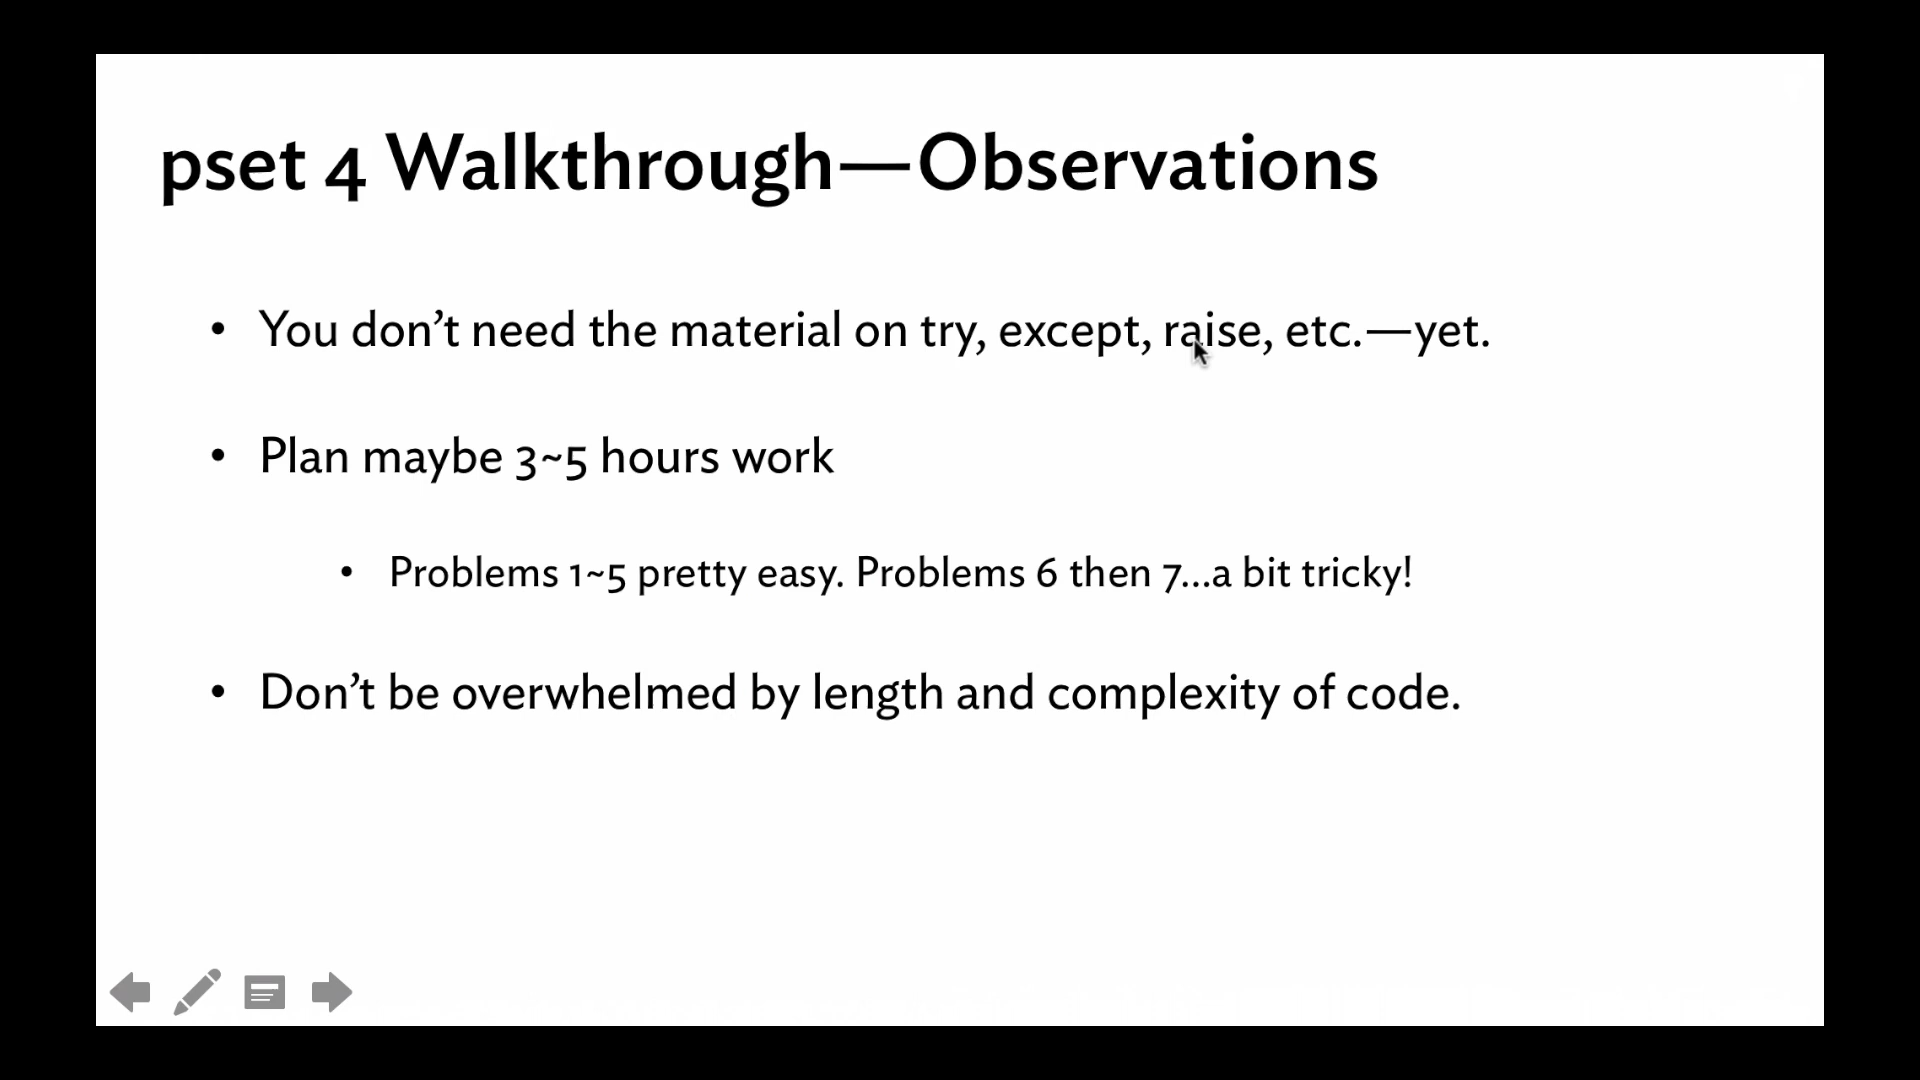 pset 4 Walkthrough—Observations
• You don’t need the material on try, except, raise, etc.—yet.
• Plan maybe 3~5 hours work
• Problems 1~5 pretty easy. Problems 6 then 7...a bit tricky!
• Don’t be overwhelmed by length and complexity of code.